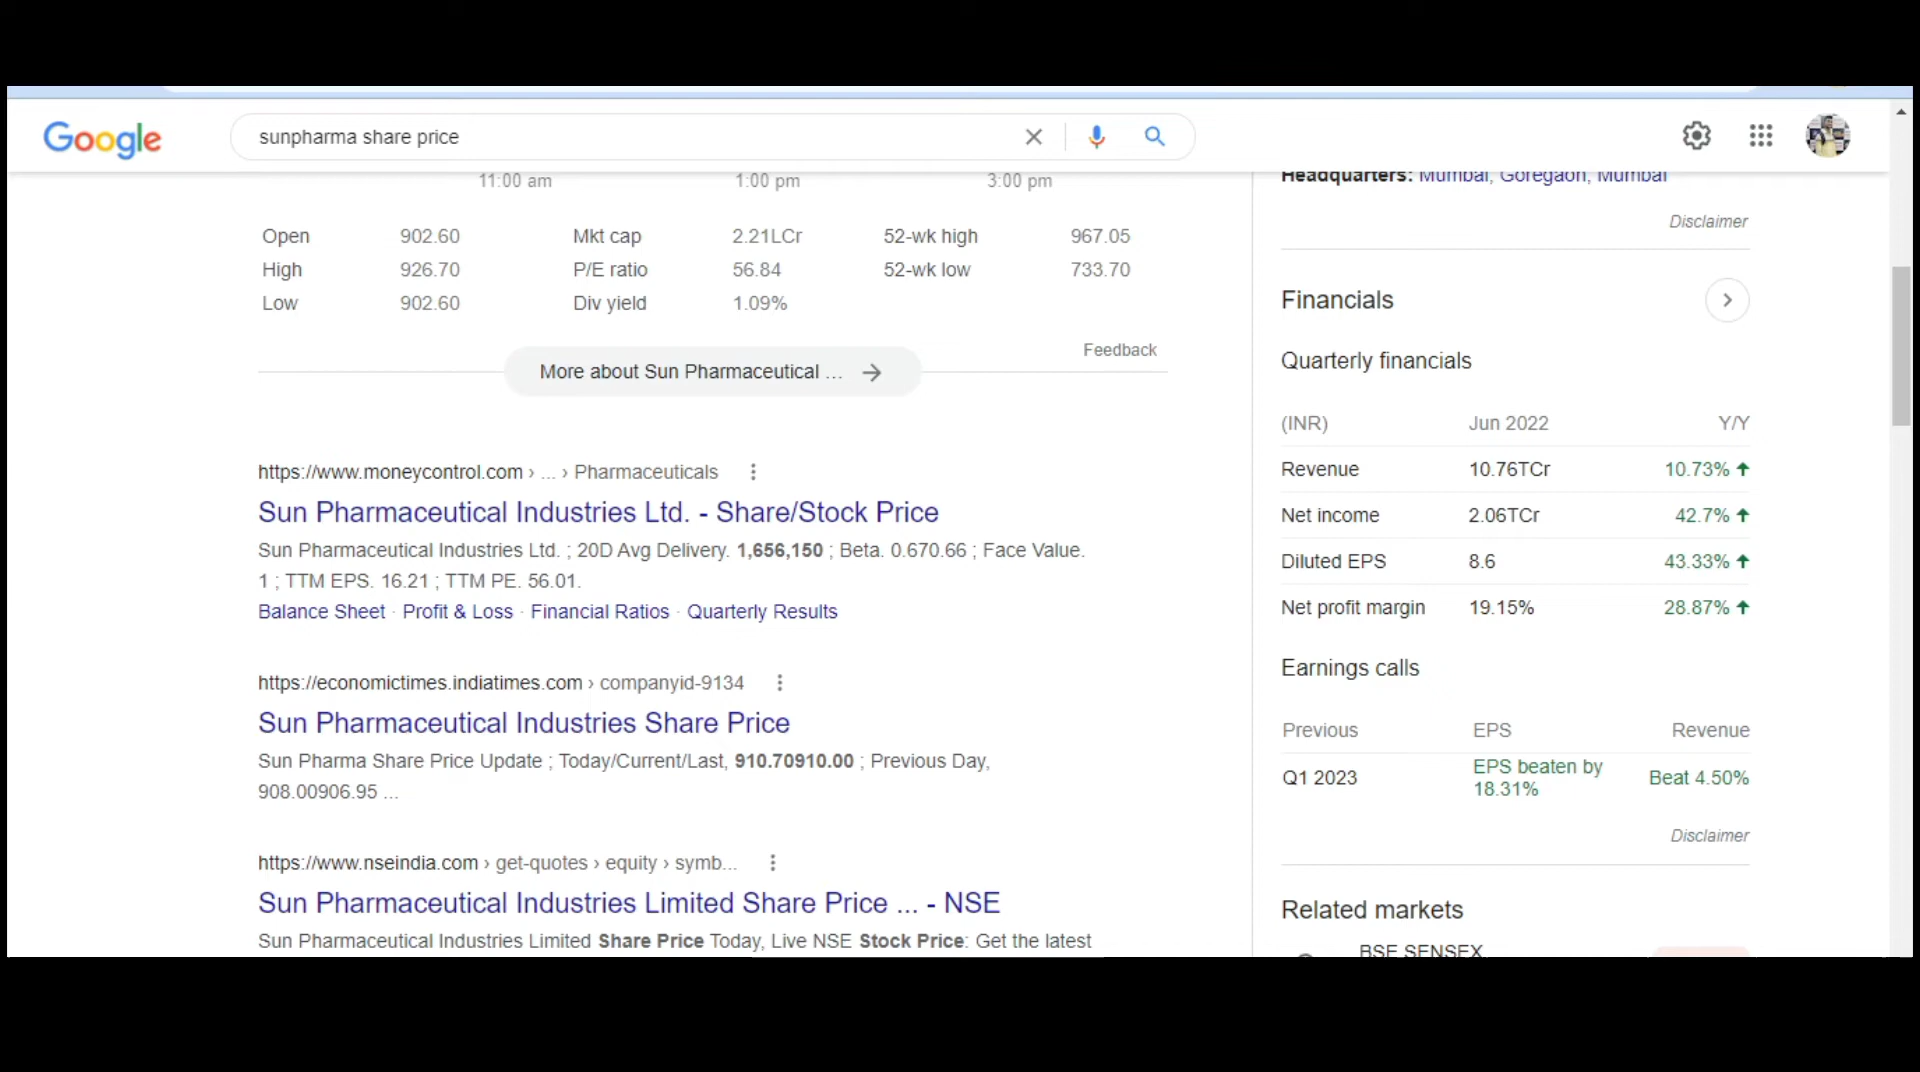 Google
sunpharma share price
11:00 am 1:00 pm 3:00 pm
Open 902.60 Mkt cap 2.21LCr 52-wk high 967.05
High 926.70 P/E ratio 56.84 52-wk low 733.70
Low 902.60 Div yield 1.09%
Feedback
More about Sun Pharmaceutical ...
https://www.moneycontrol.com › ... › Pharmaceuticals
Sun Pharmaceutical Industries Ltd. - Share/Stock Price
Sun Pharmaceutical Industries Ltd. ; 20D Avg Delivery. 1,656,150 ; Beta. 0.670.66 ; Face Value.
1 ; TTM EPS. 16.21 ; TTM PE. 56.01.
Balance Sheet · Profit & Loss · Financial Ratios · Quarterly Results
https://economictimes.indiatimes.com › companyid-9134
Sun Pharmaceutical Industries Share Price
Sun Pharma Share Price Update ; Today/Current/Last, 910.70910.00 ; Previous Day,
908.00906.95 ...
https://www.nseindia.com › get-quotes › equity › symb...
Sun Pharmaceutical Industries Limited Share Price ... - NSE
Sun Pharmaceutical Industries Limited Share Price Today, Live NSE Stock Price: Get the latest
Headquarters: Mumbai, Goregaon, Mumbai
Disclaimer
Financials
Quarterly financials
(INR) Jun 2022 Y/Y
Revenue 10.76TCr 10.73%
Net income 2.06TCr 42.7%
Diluted EPS 8.6 43.33%
Net profit margin 19.15% 28.87%
Earnings calls
Previous EPS Revenue
Q1 2023 EPS beaten by 18.31% Beat 4.50%
Disclaimer
Related markets
BSE SENSEX